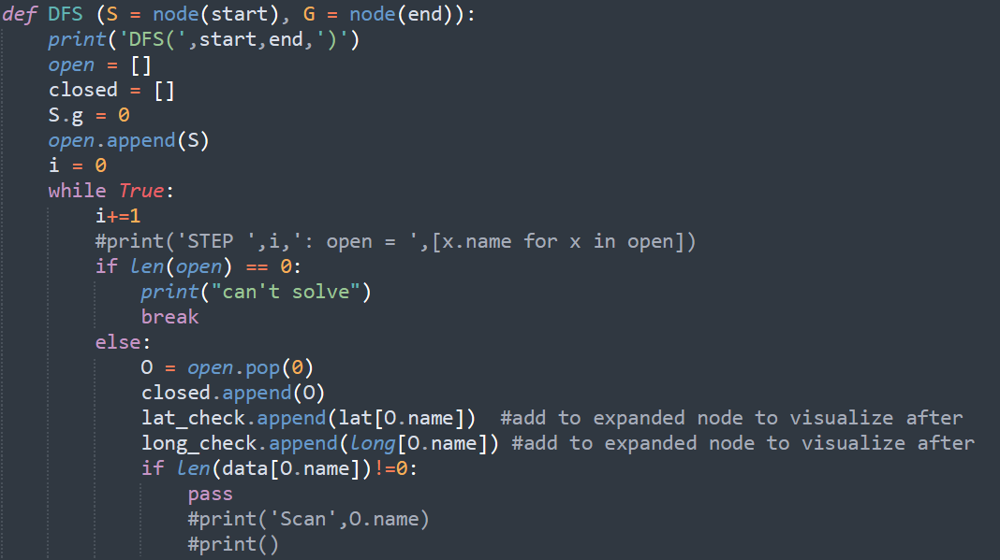 def DFS (S = node(start), G = node(end)):
    print('DFS(',start,end,')')
    open = []
    closed = []
    S.g = 0
    open.append(S)
    i = 0
    while True:
        i+=1
        #print('STEP ',i,': open = ',[x.name for x in open])
        if len(open) == 0:
            print("can't solve")
            break
        else:
            O = open.pop(0)
            closed.append(O)
            lat_check.append(lat[O.name])  #add to expanded node to visualize after
            long_check.append(long[O.name]) #add to expanded node to visualize after
            if len(data[O.name])!=0:
                pass
                #print('Scan',O.name)
                #print()